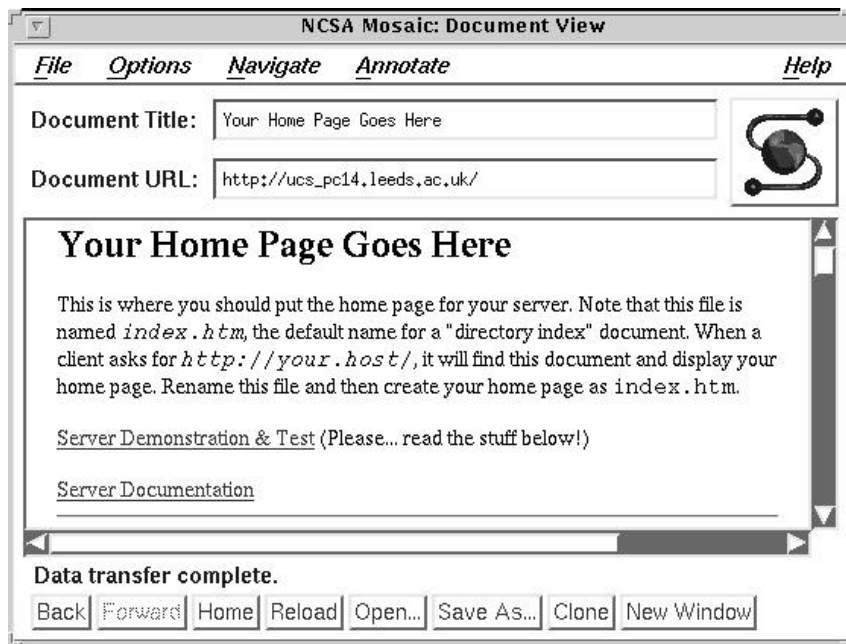 NCSA Mosaic: Document View
File Options Navigate Annotate Help
Document Title: Your Home Page Goes Here
Document URL: http://ucs_pc14.leeds.ac.uk/
Your Home Page Goes Here
This is where you should put the home page for your server. Note that this file is
named index.htm, the default name for a "directory index" document. When a
client asks for http://your.host/, it will find this document and display your
home page. Rename this file and then create your home page as index.htm.
Server Demonstration & Test (Please... read the stuff below!)
Server Documentation
Data transfer complete.
Back Forward Home Reload Open... Save As... Clone New Window